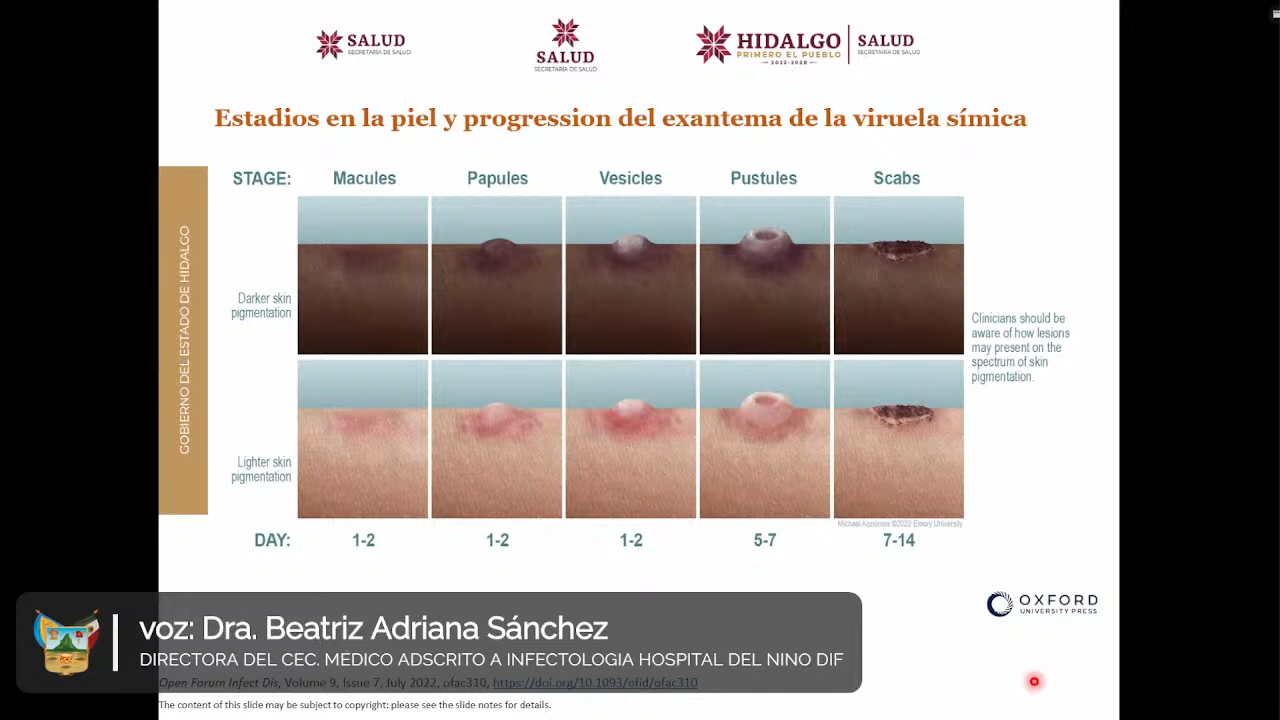 SALUD
SECRETARÍA DE SALUD
SALUD
SECRETARÍA DE SALUD
HIDALGO
PRIMERO EL PUEBLO
2022-2028
SALUD
SECRETARÍA DE SALUD
Estadios en la piel y progression del exantema de la viruela símica
GOBIERNO DEL ESTADO DE HIDALGO
STAGE: Macules Papules Vesicles Pustules Scabs
Darker skin
pigmentation
Clinicians should be
aware of how lesions
may present on the
spectrum of skin
pigmentation.
Lighter skin
pigmentation
Michael Konomos ©2022 Emory University
DAY: 1-2 1-2 1-2 5-7 7-14
OXFORD
UNIVERSITY PRESS
voz: Dra. Beatriz Adriana Sánchez
DIRECTORA DEL CEC. MÉDICO ADSCRITO A INFECTOLOGIA HOSPITAL DEL NINO DIF
Open Forum Infect Dis, Volume 9, Issue 7, July 2022, ofac310, https://doi.org/10.1093/ofid/ofac310
The content of this slide may be subject to copyright: please see the slide notes for details.